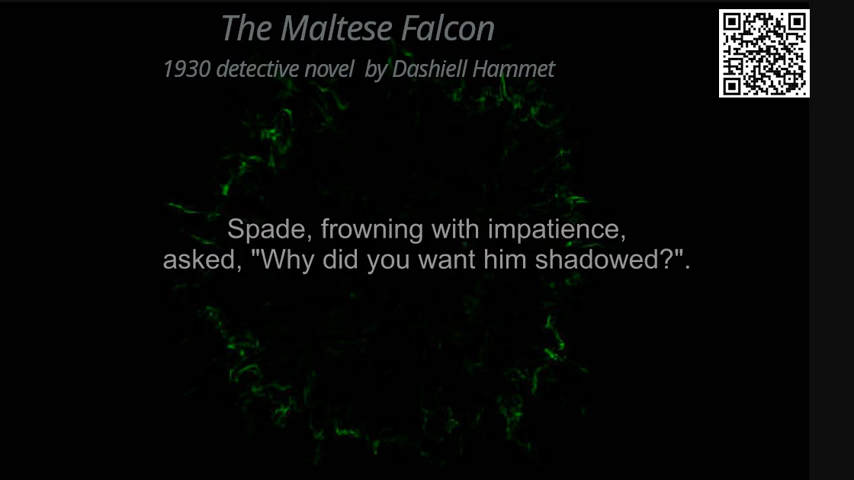 The Maltese Falcon
1930 detective novel by Dashiell Hammet
Spade, frowning with impatience,
asked, "Why did you want him shadowed?".